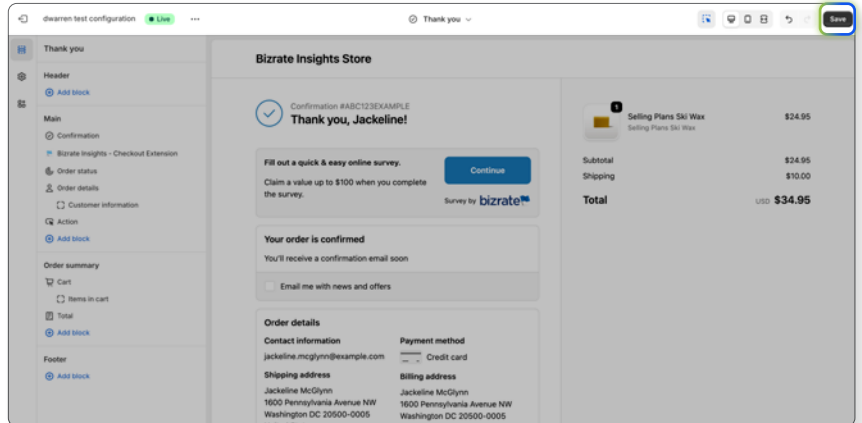 dwarren test configuration
Live
Thank you
Save
Thank you
Header
Add block
Main
Confirmation
Bizrate Insights - Checkout Extension
Order status
Order details
Customer information
Action
Add block
Order summary
Cart
Items in cart
Total
Add block
Footer
Add block
Bizrate Insights Store
Confirmation #ABC123EXAMPLE
Thank you, Jackeline!
Fill out a quick & easy online survey.
Claim a value up to $100 when you complete
the survey.
Continue
Survey by bizrate
Your order is confirmed
You'll receive a confirmation email soon
Email me with news and offers
Order details
Contact information
jackeline.mcglynn@example.com
Payment method
Credit card
Shipping address
Jackeline McGlynn
1600 Pennsylvania Avenue NW
Washington DC 20500-0005
Billing address
Jackeline McGlynn
1600 Pennsylvania Avenue NW
Washington DC 20500-0005
1
Selling Plans Ski Wax $24.95
Selling Plans Ski Wax
Subtotal $24.95
Shipping $10.00
Total USD $34.95